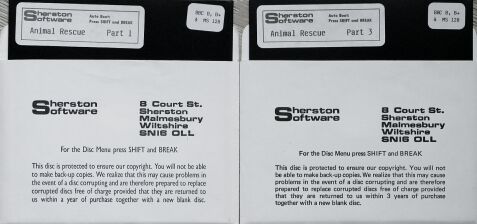 Sherston
Software
Auto Boot
Press SHIFT and BREAK
BBC B, B+
& MS 128
Animal Rescue Part 1
Sherston
Software
8 Court St.
Sherston
Malmesbury
Wiltshire
SN16 OLL
For the Disc Menu press SHIFT and BREAK
This disc is protected to ensure our copyright. You will not be
able to make back-up copies. We realize that this may cause problems in
the event of a disc corrupting and are therefore prepared to replace
corrupted discs free of charge provided that they are returned to
us within a year of purchase together with a new blank disc.
Sherston
Software
Auto Boot
Press SHIFT and BREAK
BBC B, B+
& MS 128
Animal Rescue Part 3
Sherston
Software
8 Court St.
Sherston
Malmesbury
Wiltshire
SN16 OLL
For the Disc Menu press SHIFT and BREAK
This disc is protected to ensure our copyright. You will not
be able to make back-up copies. We realize that this may cause
problems in the event of a disc corrupting and are therefore prepared to
replace corrupted discs free of charge provided
that they are returned to us within 3 years of purchase
together with a new blank disc.